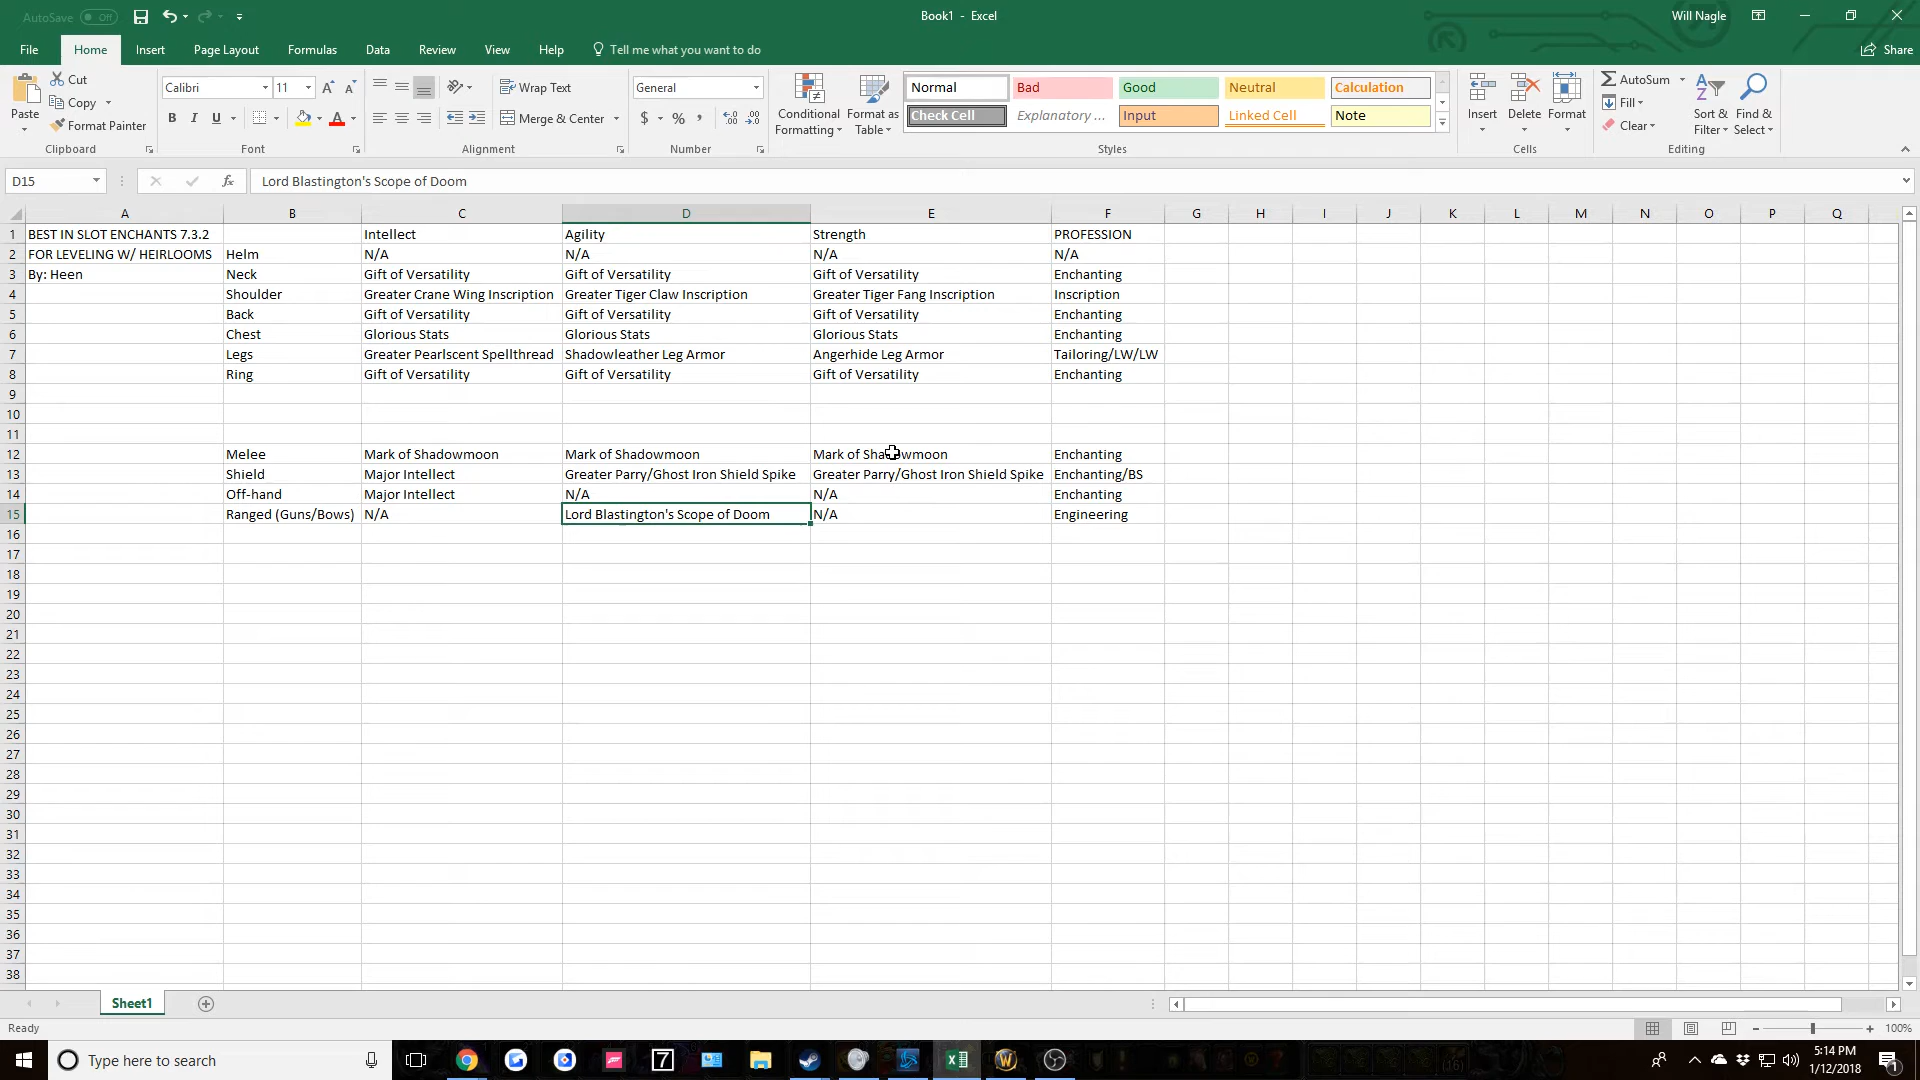 AutoSave Off
Book1 - Excel
Will Nagle
File Home Insert Page Layout Formulas Data Review View Help Tell me what you want to do Share
Paste Cut Copy Format Painter
Clipboard
Calibri 11 A A
B I U A
Font
Wrap Text
Merge & Center
Alignment
General
$ % ,
Number
Conditional Formatting
Format as Table
Normal Bad Good Neutral Calculation
Check Cell Explanatory ... Input Linked Cell Note
Styles
Insert Delete Format
Cells
AutoSum
Fill
Clear
Sort & Filter
Find & Select
Editing
D15 fx Lord Blastington's Scope of Doom
A B C D E F G H I J K L M N O P Q
1 BEST IN SLOT ENCHANTS 7.3.2 Intellect Agility Strength PROFESSION
2 FOR LEVELING W/ HEIRLOOMS Helm N/A N/A N/A N/A
3 By: Heen Neck Gift of Versatility Gift of Versatility Gift of Versatility Enchanting
4 Shoulder Greater Crane Wing Inscription Greater Tiger Claw Inscription Greater Tiger Fang Inscription Inscription
5 Back Gift of Versatility Gift of Versatility Gift of Versatility Enchanting
6 Chest Glorious Stats Glorious Stats Glorious Stats Enchanting
7 Legs Greater Pearlscent Spellthread Shadowleather Leg Armor Angerhide Leg Armor Tailoring/LW/LW
8 Ring Gift of Versatility Gift of Versatility Gift of Versatility Enchanting
9
10
11
12 Melee Mark of Shadowmoon Mark of Shadowmoon Mark of Shadowmoon Enchanting
13 Shield Major Intellect Greater Parry/Ghost Iron Shield Spike Greater Parry/Ghost Iron Shield Spike Enchanting/BS
14 Off-hand Major Intellect N/A N/A Enchanting
15 Ranged (Guns/Bows) N/A Lord Blastington's Scope of Doom N/A Engineering
16
17
18
19
20
21
22
23
24
25
26
27
28
29
30
31
32
33
34
35
36
37
38
Sheet1
Ready
100%
Type here to search
7
5:14 PM
1/12/2018
1